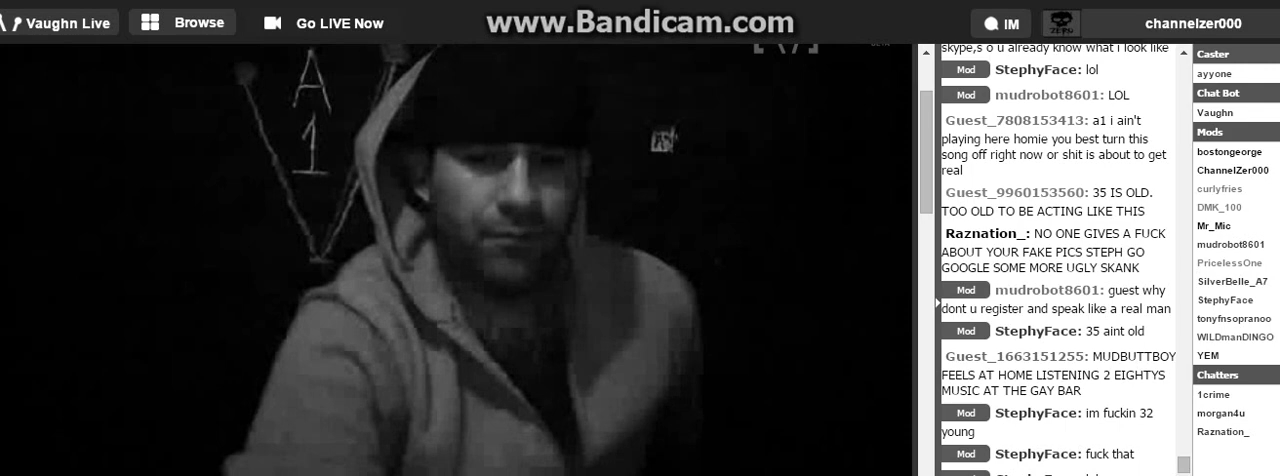 Vaughn Live
Browse
Go LIVE Now
www.Bandicam.com
IM
channelzer000
A
1
skype,s o u already know what i look like
Mod StephyFace: lol
Mod mudrobot8601: LOL
Guest_7808153413: a1 i ain't
playing here homie you best turn this
song off right now or shit is about to get
real
Guest_9960153560: 35 IS OLD.
TOO OLD TO BE ACTING LIKE THIS
Raznation_: NO ONE GIVES A FUCK
ABOUT YOUR FAKE PICS STEPH GO
GOOGLE SOME MORE UGLY SKANK
Mod mudrobot8601: guest why
dont u register and speak like a real man
Mod StephyFace: 35 aint old
Guest_1663151255: MUDBUTTBOY
FEELS AT HOME LISTENING 2 EIGHTYS
MUSIC AT THE GAY BAR
Mod StephyFace: im fuckin 32
young
Mod StephyFace: fuck that
Caster
ayyone
Chat Bot
Vaughn
Mods
bostongeorge
ChannelZer000
curlyfries
DMK_100
Mr_Mic
mudrobot8601
PricelessOne
SilverBelle_A7
StephyFace
tonyfnsopranoo
WILDmanDINGO
YEM
Chatters
1crime
morgan4u
Raznation_